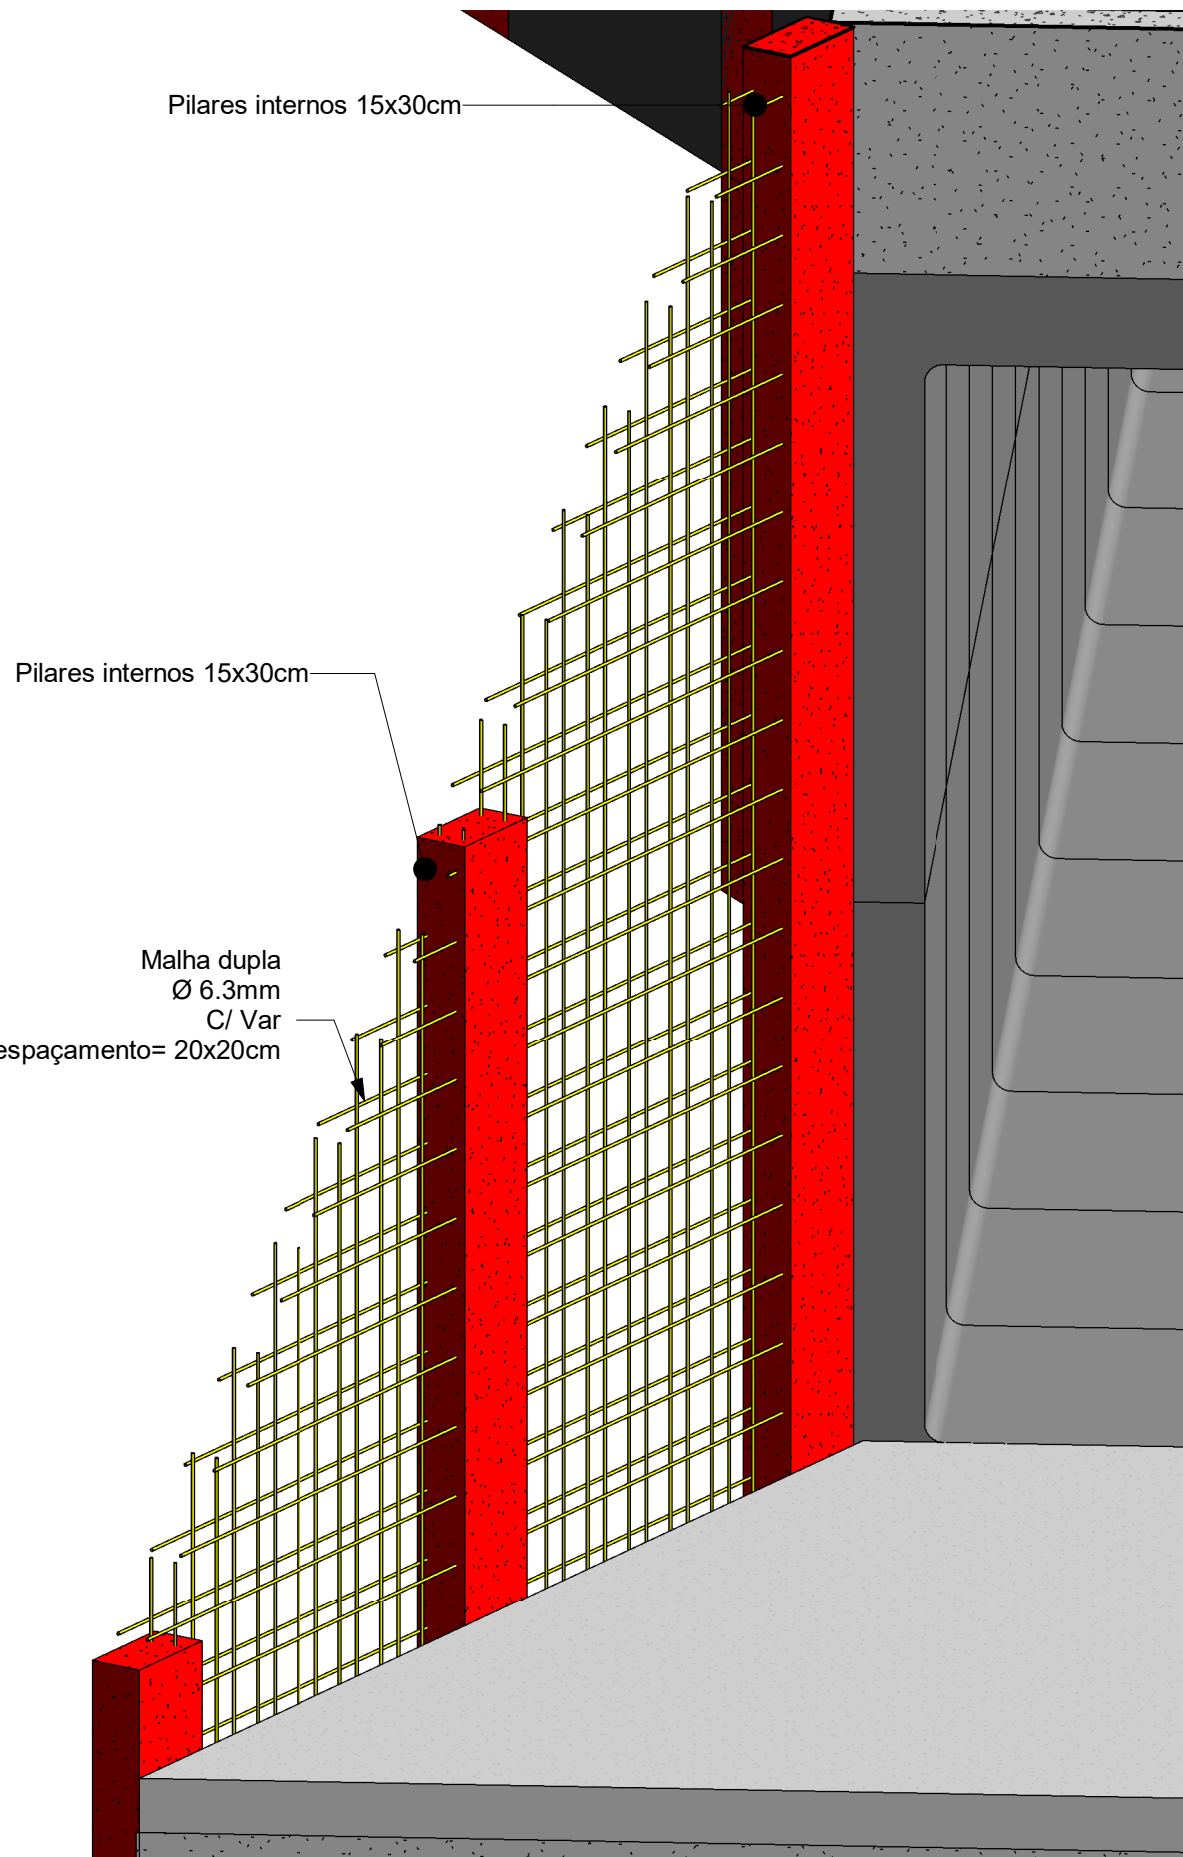 Pilares internos 15x30cm
Pilares internos 15x30cm
Malha dupla
Ø 6.3mm
C/ Var
espaçamento= 20x20cm